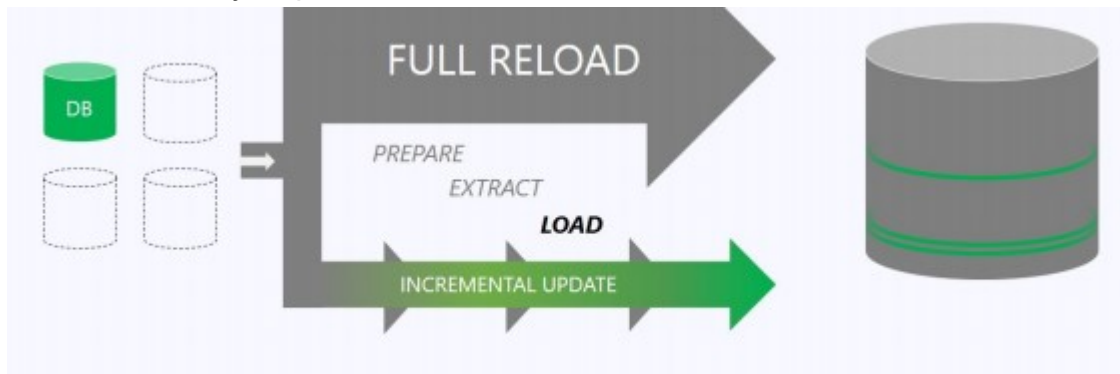 FULL RELOAD
DB
PREPARE
EXTRACT
LOAD
INCREMENTAL UPDATE